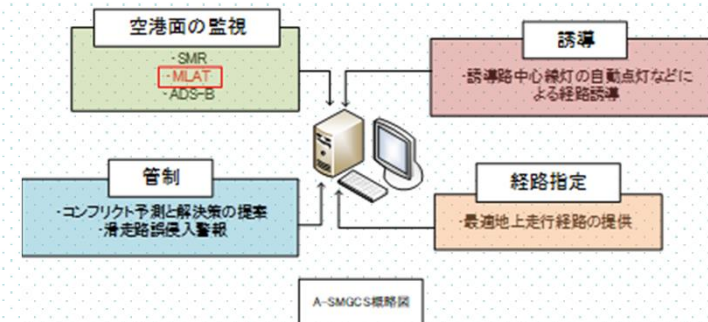 空港面の監視
・SMR
・MLAT
・ADS-B
誘導
・誘導路中心線灯の自動点灯などに
よる経路誘導
管制
・コンフリクト予測と解決策の提案
・滑走路誤侵入警報
経路指定
・最適地上走行経路の提供
A-SMGCS概略図